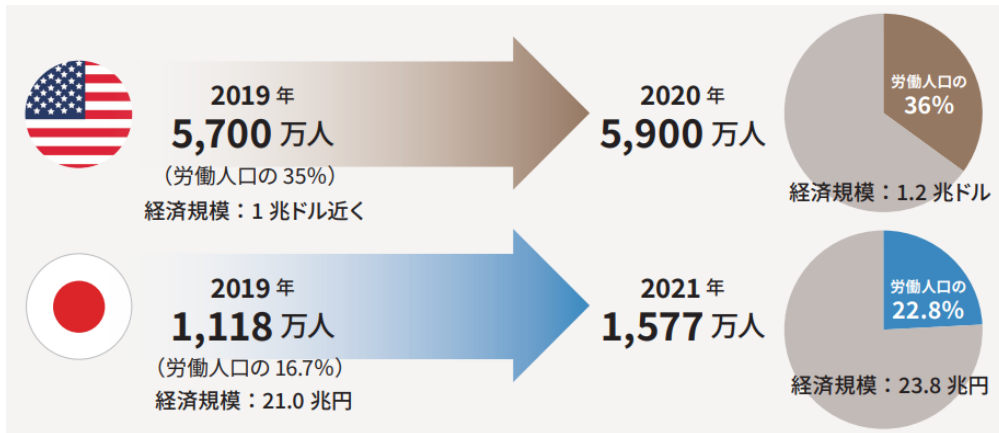 2019 年
5,700 万人
（労働人口の 35%）
経済規模：1 兆ドル近く
2020 年
5,900 万人
労働人口の
36%
経済規模：1.2 兆ドル
2019 年
1,118 万人
（労働人口の 16.7%）
経済規模：21.0 兆円
2021 年
1,577 万人
労働人口の
22.8%
経済規模：23.8 兆円